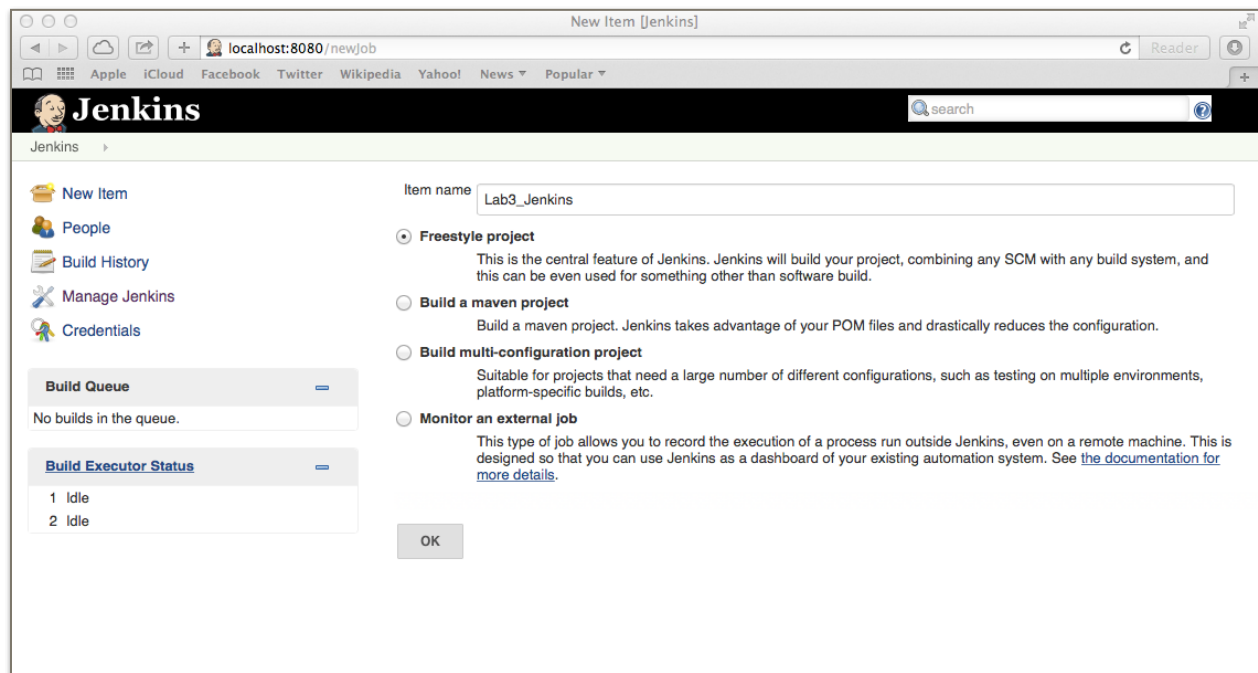 New Item [Jenkins]
localhost:8080/newJob
Reader
Apple iCloud Facebook Twitter Wikipedia Yahoo! News Popular
Jenkins
search
Jenkins
New Item
People
Build History
Manage Jenkins
Credentials
Build Queue
No builds in the queue.
Build Executor Status
1 Idle
2 Idle
Item name Lab3_Jenkins
Freestyle project
This is the central feature of Jenkins. Jenkins will build your project, combining any SCM with any build system, and
this can be even used for something other than software build.
Build a maven project
Build a maven project. Jenkins takes advantage of your POM files and drastically reduces the configuration.
Build multi-configuration project
Suitable for projects that need a large number of different configurations, such as testing on multiple environments,
platform-specific builds, etc.
Monitor an external job
This type of job allows you to record the execution of a process run outside Jenkins, even on a remote machine. This is
designed so that you can use Jenkins as a dashboard of your existing automation system. See the documentation for
more details.
OK